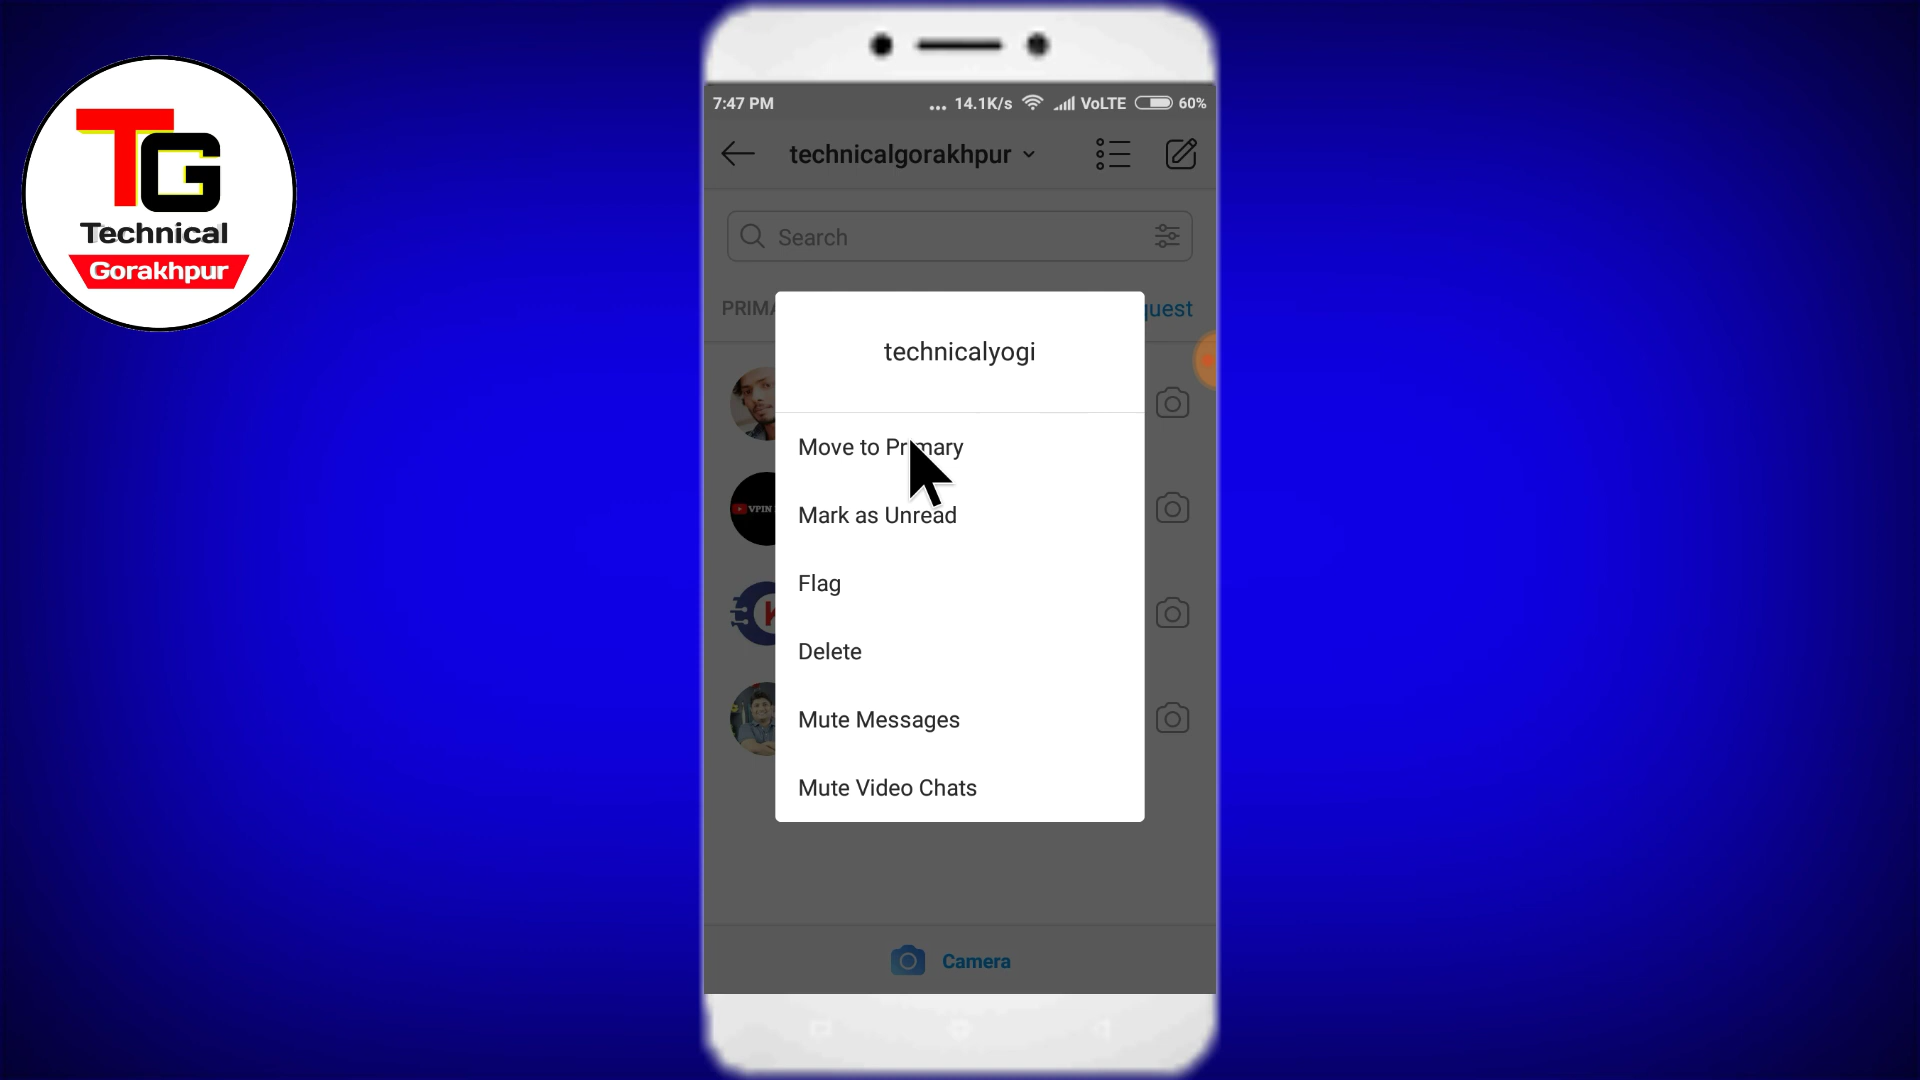 TG
Technical
Gorakhpur
7:47 PM
... 14.1K/s VoLTE 60%
technicalgorakhpur
Search
technicalyogi
Move to Primary
Mark as Unread
Flag
Delete
Mute Messages
Mute Video Chats
Camera